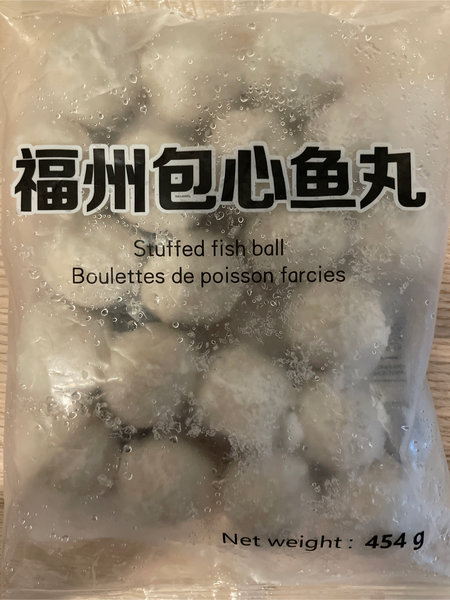 福州包心鱼丸
Stuffed fish ball
Boulettes de poisson farcies
Net weight : 454 g